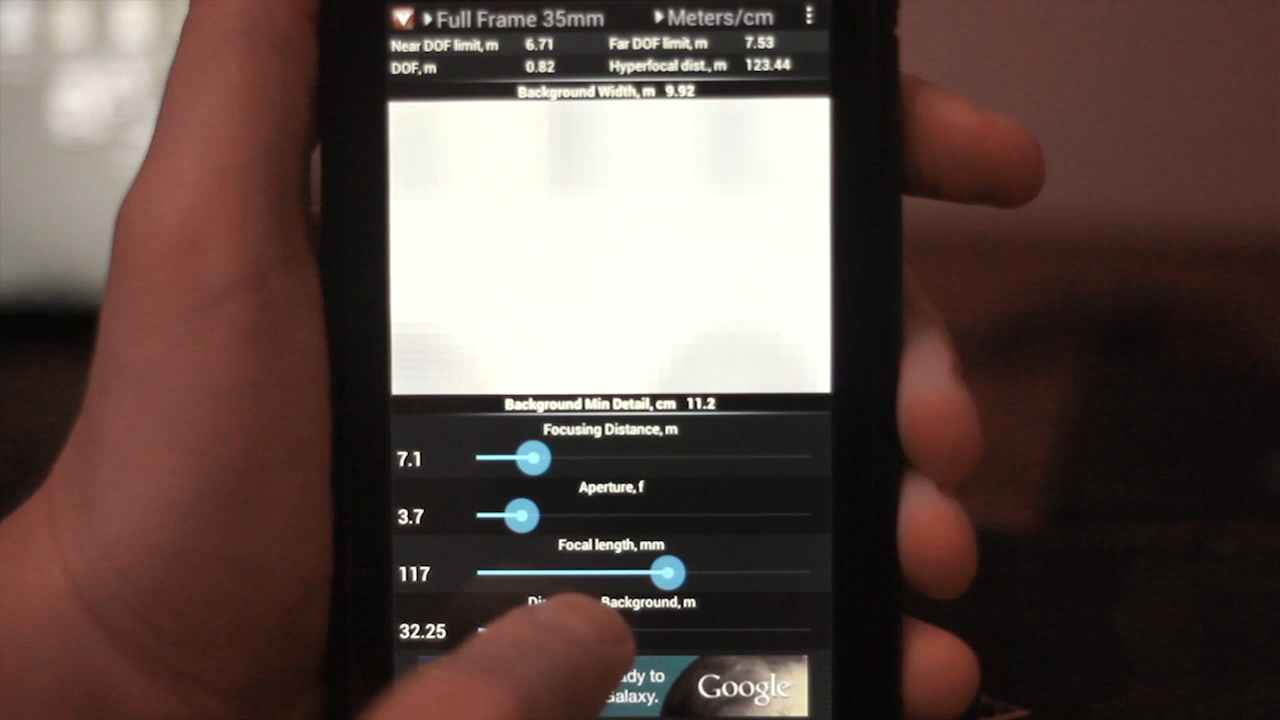 Full Frame 35mm Meters/cm
Near DOF limit, m 6.71 Far DOF limit, m 7.53
DOF, m 0.82 Hyperfocal dist., m 123.44
Background Width, m 9.92
Background Min Detail, cm 11.2
Focusing Distance, m
7.1
Aperture, f
3.7
Focal length, mm
117
Background, m
32.25
to
Galaxy.
Google